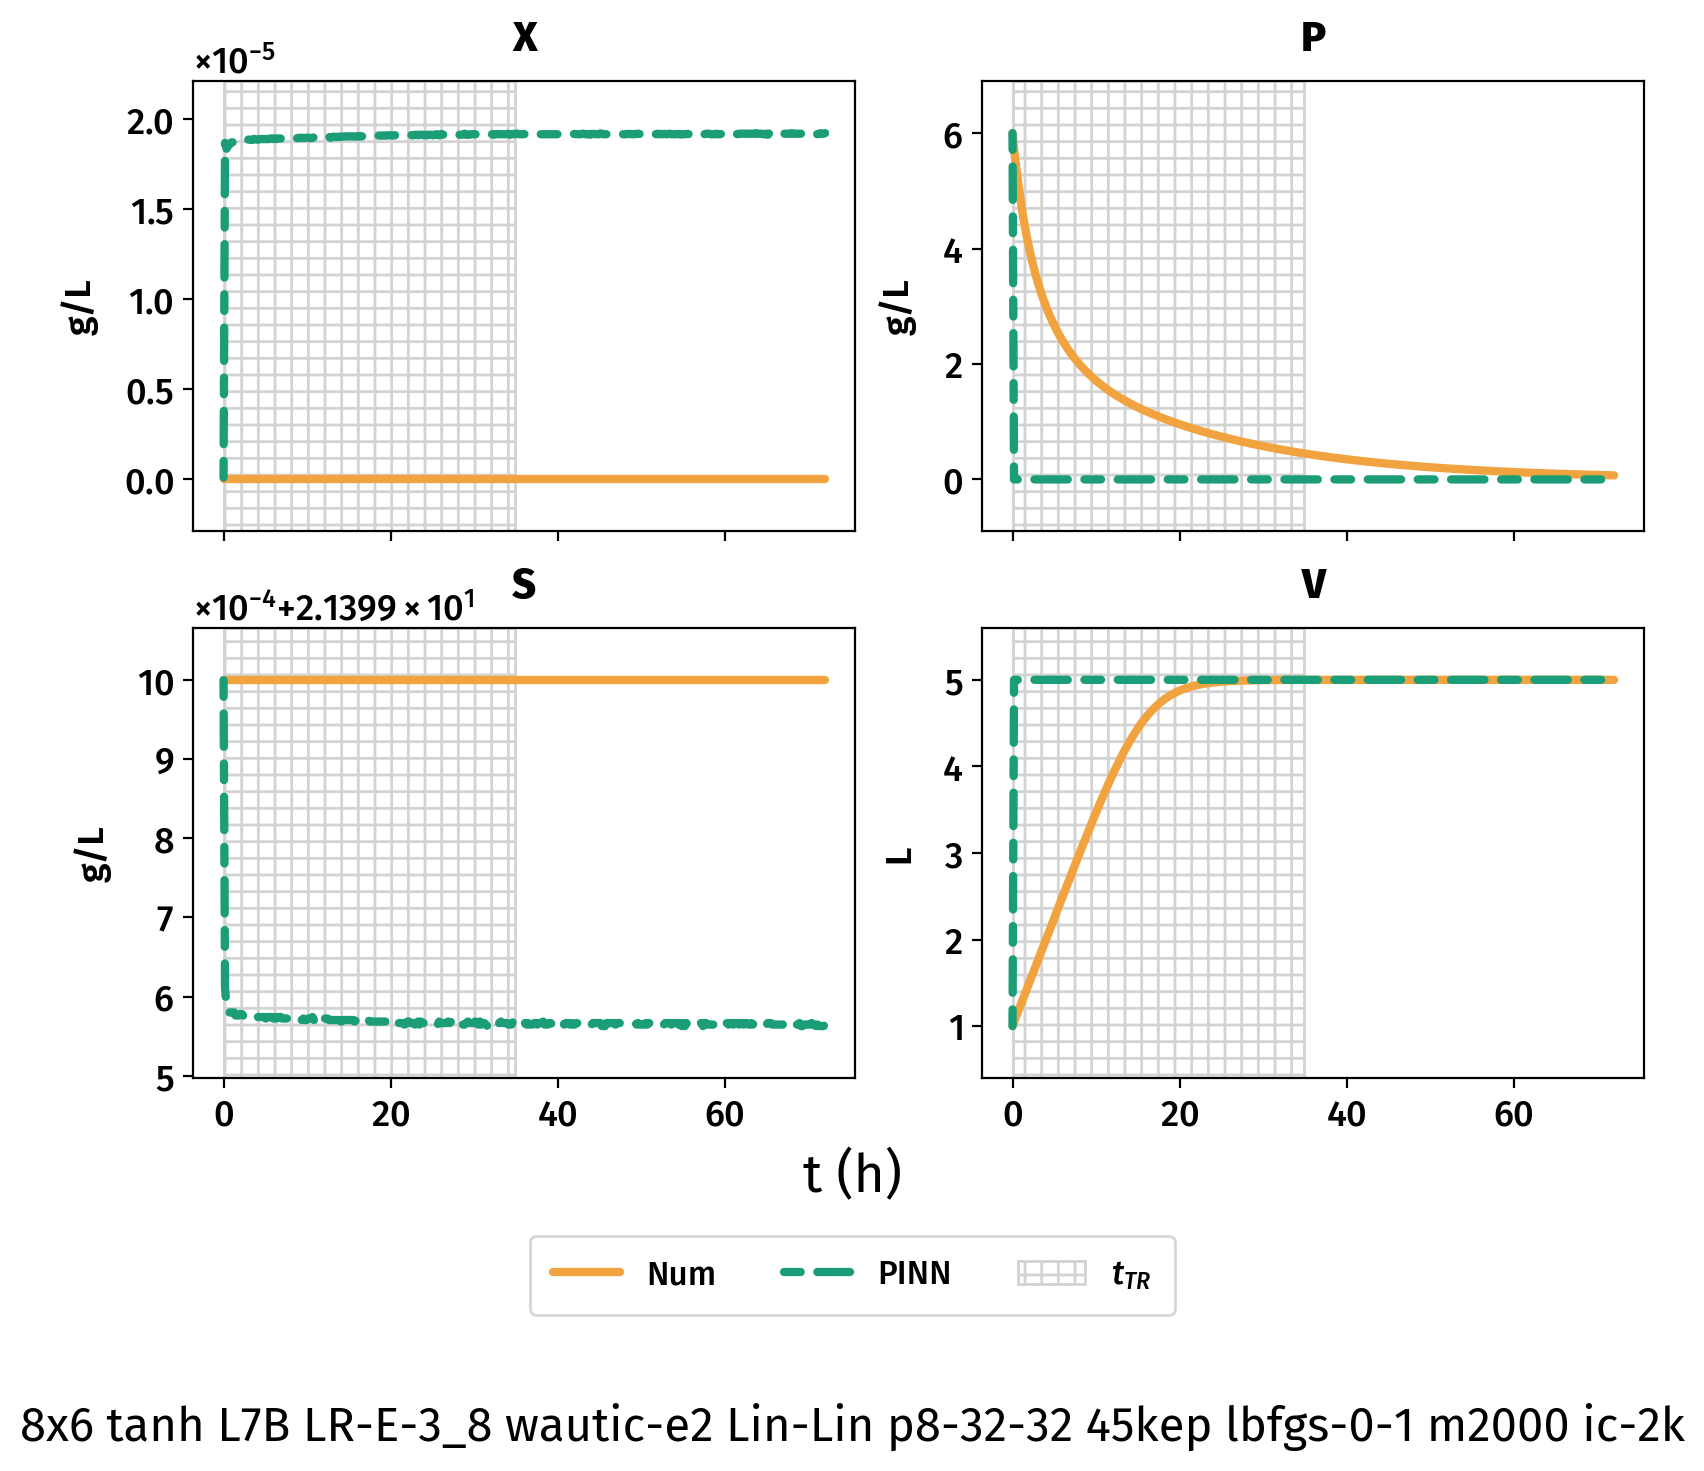 X
×10⁻⁵
2.0
1.5
1.0
0.5
0.0
g/L
P
6
4
2
0
g/L
S
×10⁻⁴+2.1399 × 10¹
10
9
8
7
6
5
g/L
0 20 40 60
V
5
4
3
2
1
L
0 20 40 60
t (h)
Num PINN t_TR
8x6 tanh L7B LR-E-3_8 wautic-e2 Lin-Lin p8-32-32 45kep lbfgs-0-1 m2000 ic-2k